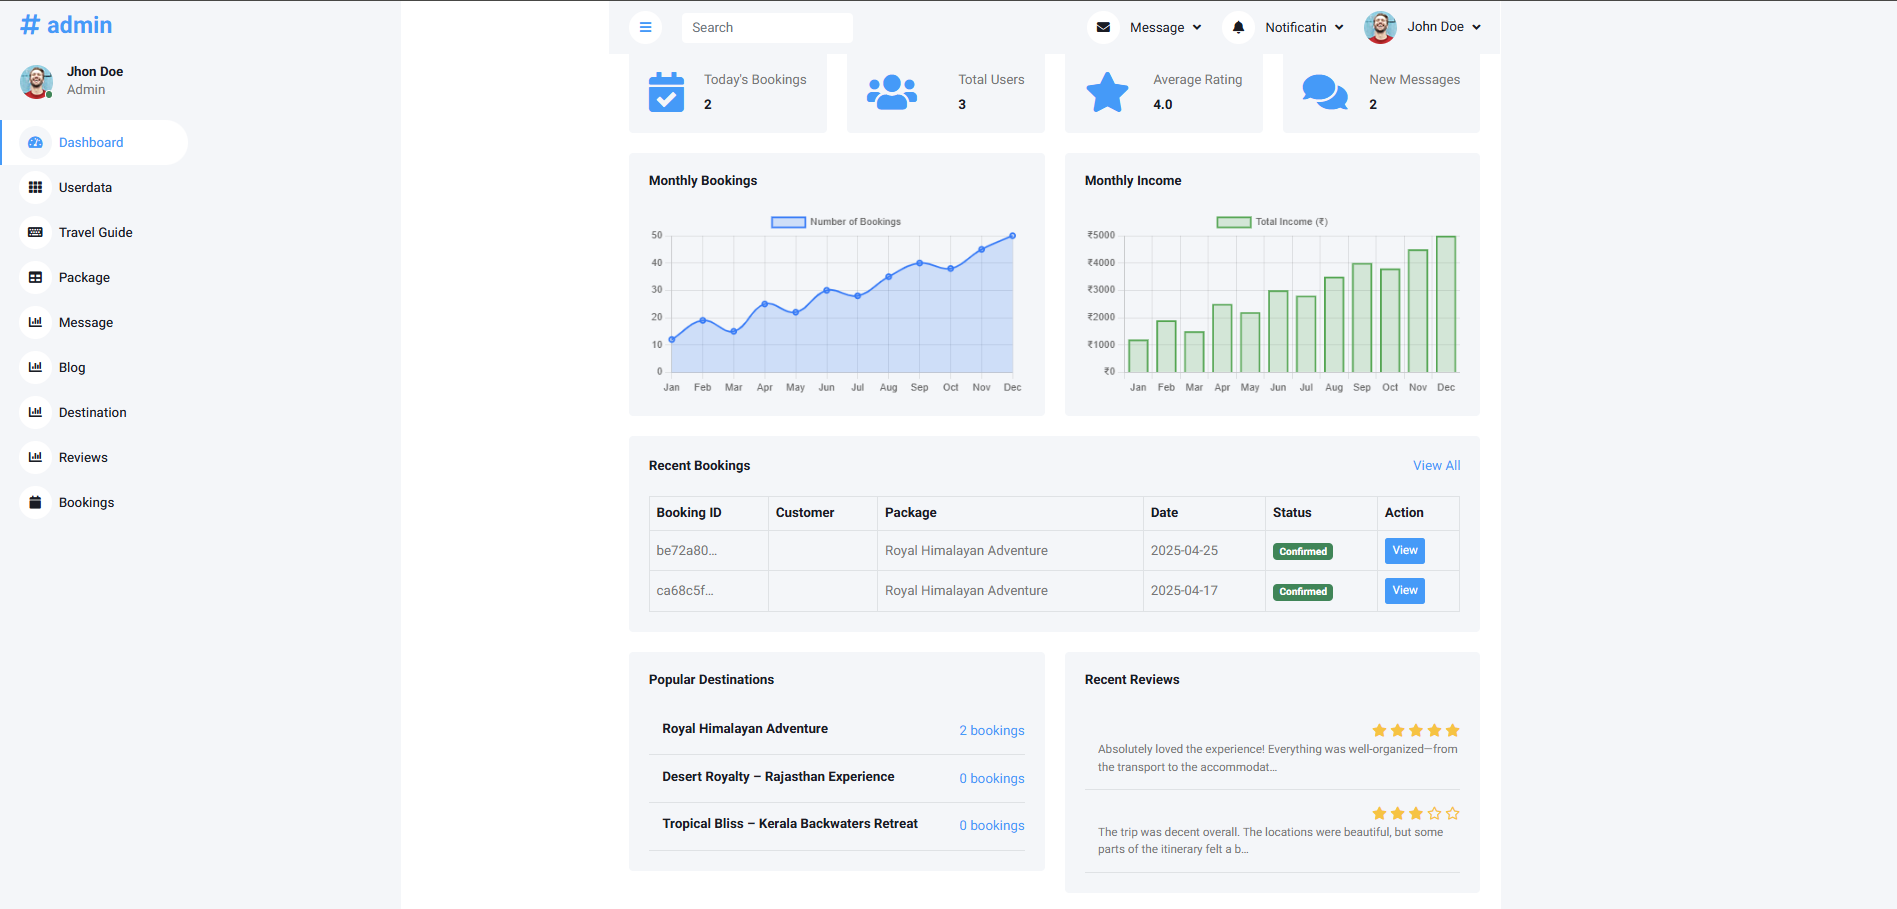 # admin
Jhon Doe
Admin
Dashboard
Userdata
Travel Guide
Package
Message
Blog
Destination
Reviews
Bookings
Search
Message
Notificatin
John Doe
Today's Bookings
2
Total Users
3
Average Rating
4.0
New Messages
2
Monthly Bookings
Number of Bookings
50
40
30
20
10
0
Jan Feb Mar Apr May Jun Jul Aug Sep Oct Nov Dec
Monthly Income
Total Income (₹)
₹5000
₹4000
₹3000
₹2000
₹1000
₹0
Jan Feb Mar Apr May Jun Jul Aug Sep Oct Nov Dec
Recent Bookings
View All
Booking ID Customer Package Date Status Action
be72a80... Royal Himalayan Adventure 2025-04-25 Confirmed View
ca68c5f... Royal Himalayan Adventure 2025-04-17 Confirmed View
Popular Destinations
Royal Himalayan Adventure 2 bookings
Desert Royalty – Rajasthan Experience 0 bookings
Tropical Bliss – Kerala Backwaters Retreat 0 bookings
Recent Reviews
Absolutely loved the experience! Everything was well-organized—from
the transport to the accommodat...
The trip was decent overall. The locations were beautiful, but some
parts of the itinerary felt a b...